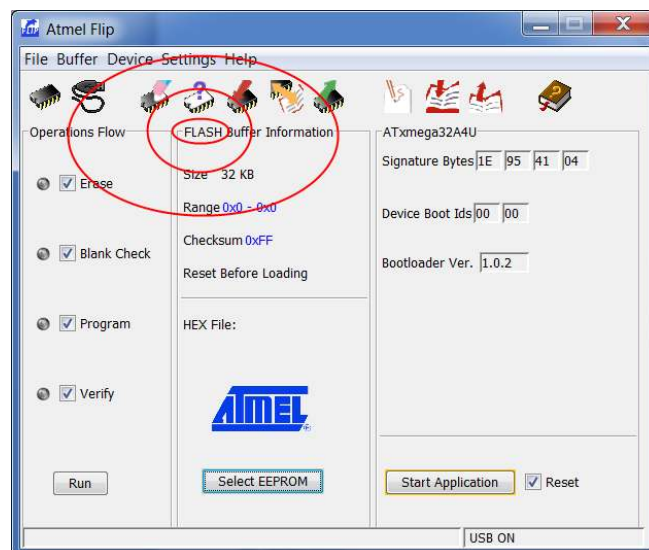 Atmel Flip
File Buffer Device Settings Help
Operations Flow
Erase
Blank Check
Program
Verify
Run
FLASH Buffer Information
Size 32 KB
Range 0x0 - 0x0
Checksum 0xFF
Reset Before Loading
HEX File:
ATMEL
Select EEPROM
ATxmega32A4U
Signature Bytes 1E 95 41 04
Device Boot Ids 00 00
Bootloader Ver. 1.0.2
Start Application Reset
USB ON